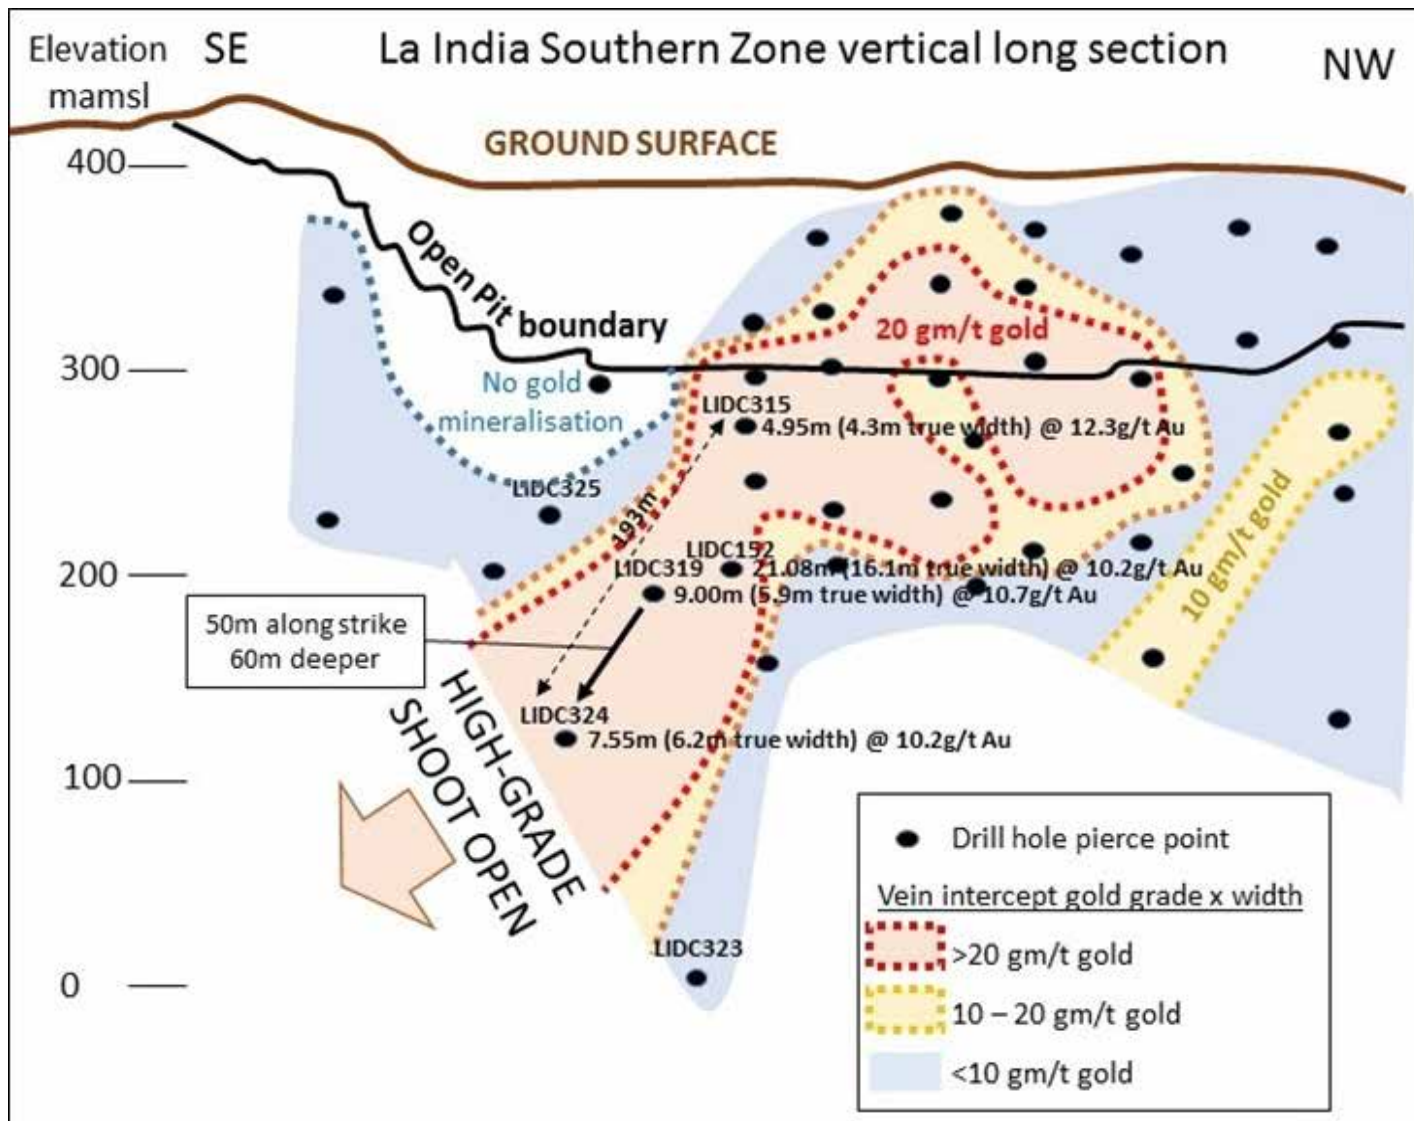 Elevation
mamsl
SE
La India Southern Zone vertical long section
NW
GROUND SURFACE
400
Open Pit boundary
20 gm/t gold
300
No gold
mineralisation
LIDC315
4.95m (4.3m true width) @ 12.3g/t Au
LIDC325
193m
10 gm/t gold
LIDC152
21.08m (16.1m true width) @ 10.2g/t Au
200
LIDC319
9.00m (5.9m true width) @ 10.7g/t Au
50m along strike
60m deeper
LIDC324
7.55m (6.2m true width) @ 10.2g/t Au
HIGH-GRADE
SHOOT OPEN
100
Drill hole pierce point
Vein intercept gold grade x width
>20 gm/t gold
10 – 20 gm/t gold
<10 gm/t gold
LIDC323
0